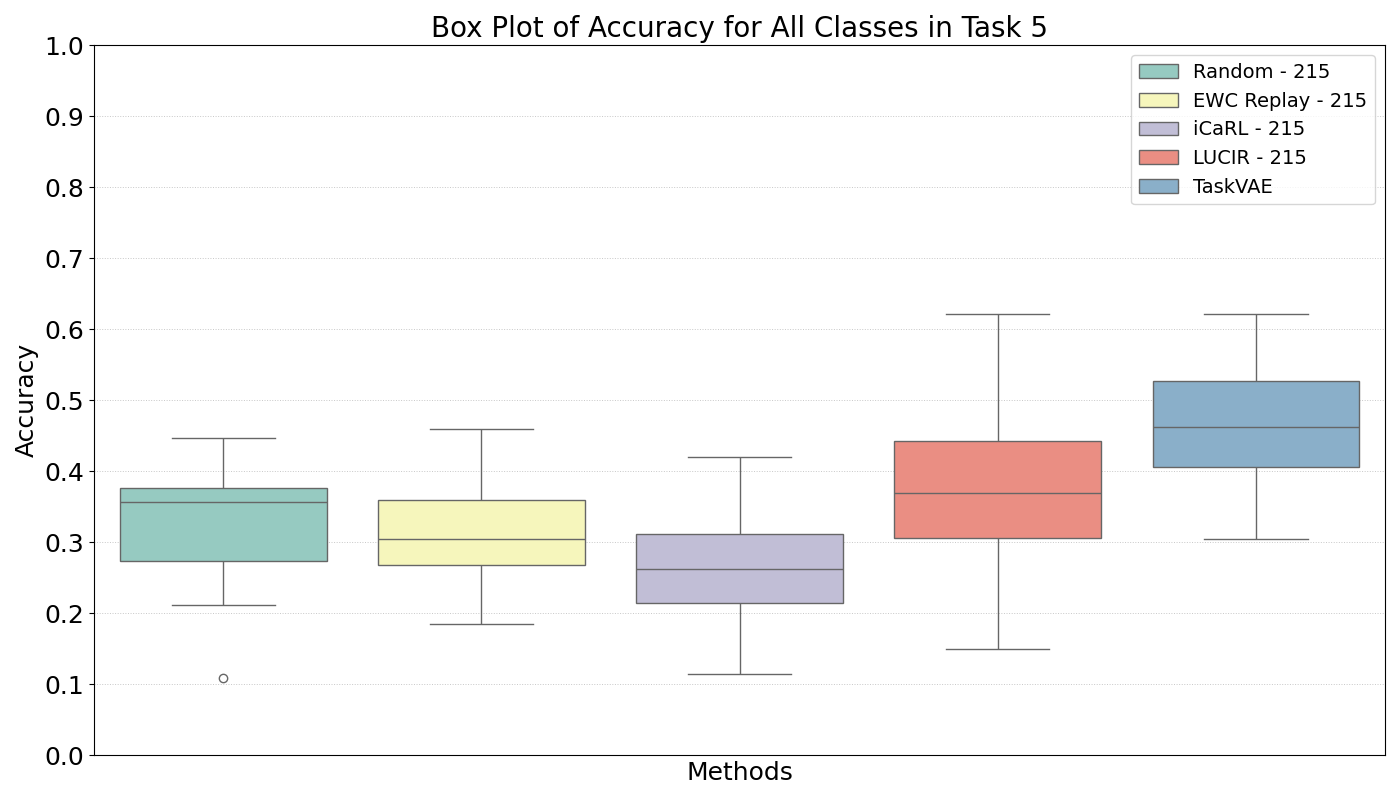 Box Plot of Accuracy for All Classes in Task 5
1.0
0.9
0.8
0.7
0.6
0.5
0.4
0.3
0.2
0.1
0.0
Accuracy
Methods
Random - 215
EWC Replay - 215
iCaRL - 215
LUCIR - 215
TaskVAE